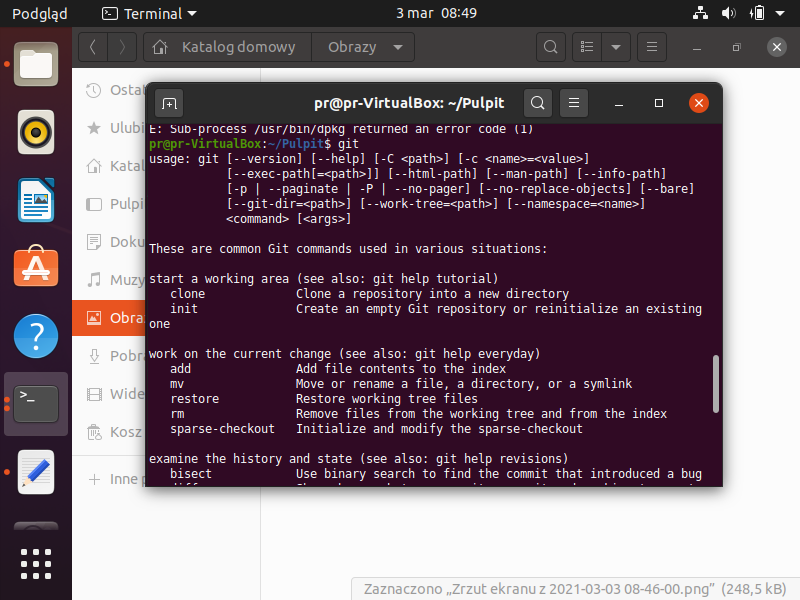 Podgląd
Terminal
3 mar 08:49
Katalog domowy
Obrazy
Osta
Ulubi
Katal
Pulpi
Doku
Muzy
Obra
Pobra
Wide
Kosz
Inne p
pr@pr-VirtualBox: ~/Pulpit
E: Sub-process /usr/bin/dpkg returned an error code (1)
pr@pr-VirtualBox:~/Pulpit$ git
usage: git [--version] [--help] [-C <path>] [-c <name>=<value>]
[--exec-path[=<path>]] [--html-path] [--man-path] [--info-path]
[-p | --paginate | -P | --no-pager] [--no-replace-objects] [--bare]
[--git-dir=<path>] [--work-tree=<path>] [--namespace=<name>]
<command> [<args>]
These are common Git commands used in various situations:
start a working area (see also: git help tutorial)
clone Clone a repository into a new directory
init Create an empty Git repository or reinitialize an existing
one
work on the current change (see also: git help everyday)
add Add file contents to the index
mv Move or rename a file, a directory, or a symlink
restore Restore working tree files
rm Remove files from the working tree and from the index
sparse-checkout Initialize and modify the sparse-checkout
examine the history and state (see also: git help revisions)
bisect Use binary search to find the commit that introduced a bug
Zaznaczono „Zrzut ekranu z 2021-03-03 08-46-00.png” (248,5 kB)